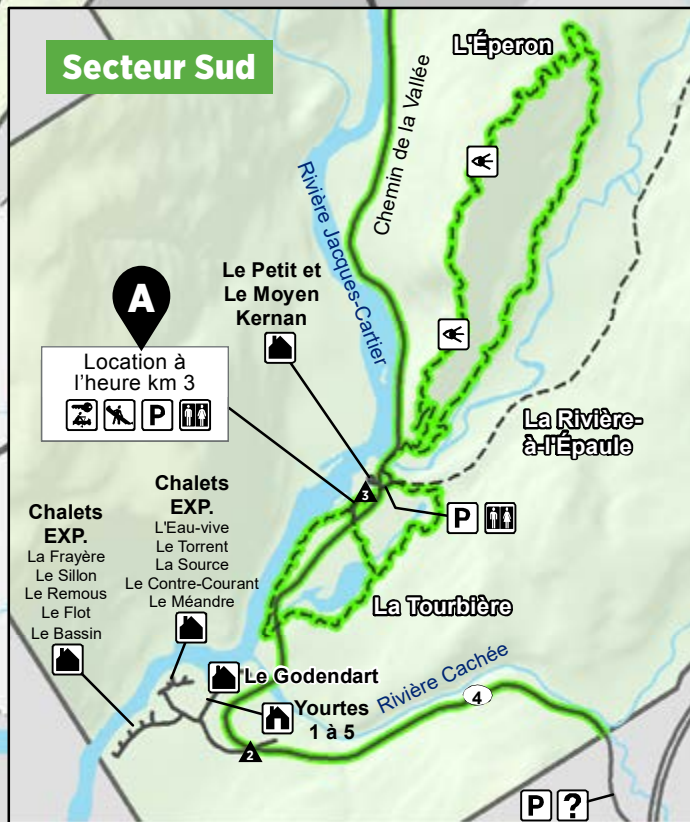 Secteur Sud
L'Éperon
Chemin de la Vallée
Rivière Jacques-Cartier
Le Petit et
Le Moyen
Kernan
A
Location à
l'heure km 3
P
La Rivière-
à-l'Épaule
3
P
Chalets
EXP.
L'Eau-vive
Le Torrent
La Source
Le Contre-Courant
Le Méandre
Chalets
EXP.
La Frayère
Le Sillon
Le Remous
Le Flot
Le Bassin
La Tourbière
Le Godendart
Rivière Cachée
4
Yourtes
1 à 5
2
P ?